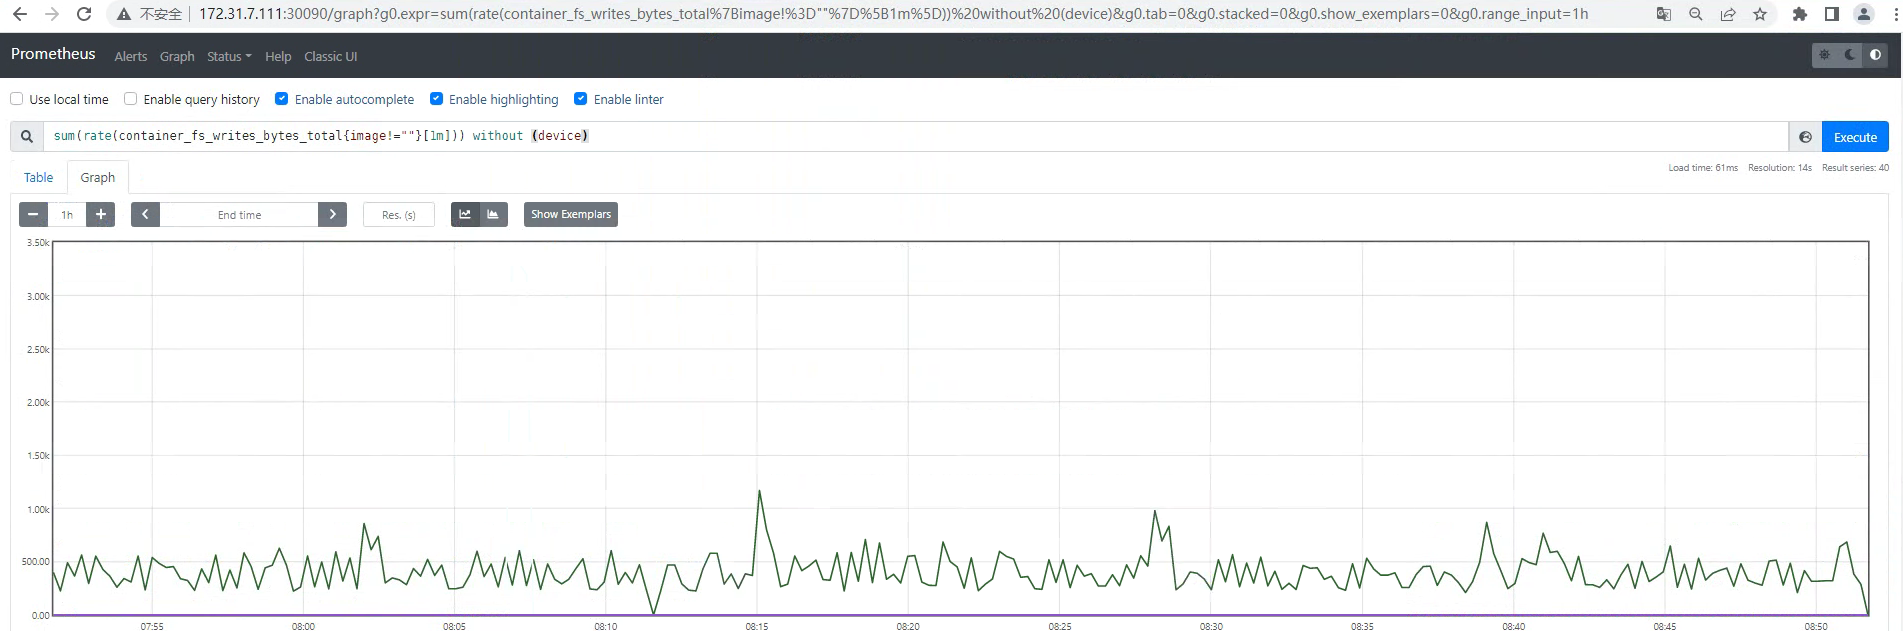 不安全 172.31.7.111:30090/graph?g0.expr=sum(rate(container_fs_writes_bytes_total%7Bimage!%3D""%7D%5B1m%5D))%20without%20(device)&g0.tab=0&g0.stacked=0&g0.show_exemplars=0&g0.range_input=1h
Prometheus Alerts Graph Status Help Classic UI
Use local time Enable query history Enable autocomplete Enable highlighting Enable linter
sum(rate(container_fs_writes_bytes_total{image!=""}[1m])) without (device) Execute
Load time: 61ms Resolution: 14s Result series: 40
Table Graph
1h End time Res. (s) Show Exemplars
3.50k
3.00k
2.50k
2.00k
1.50k
1.00k
500.00
0.00
07:55 08:00 08:05 08:10 08:15 08:20 08:25 08:30 08:35 08:40 08:45 08:50